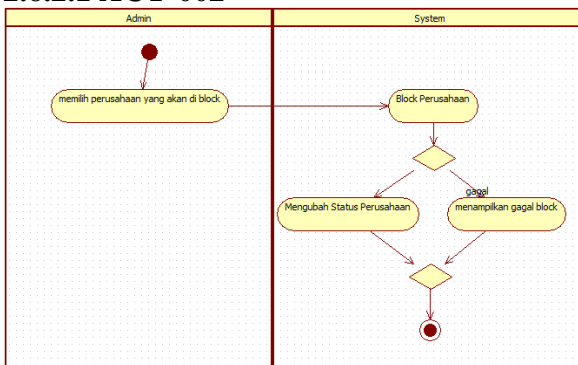 Admin
System
memilih perusahaan yang akan di block
Block Perusahaan
gagal
Mengubah Status Perusahaan
menampilkan gagal block